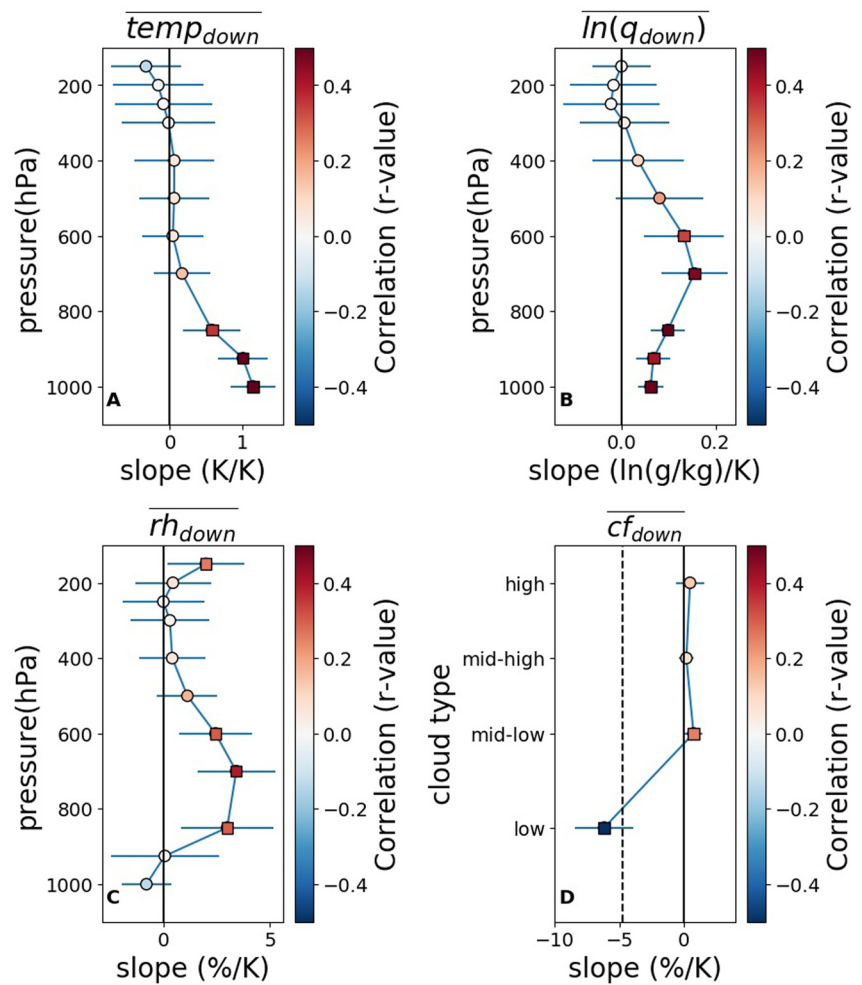 temp_down
ln(q_down)
200
400
600
800
1000
pressure(hPa)
A
0
1
slope (K/K)
0.4
0.2
0.0
−0.2
−0.4
Correlation (r-value)
200
400
600
800
1000
pressure(hPa)
B
0.0
0.2
slope (ln(g/kg)/K)
0.4
0.2
0.0
−0.2
−0.4
Correlation (r-value)
rh_down
cf_down
200
400
600
800
1000
pressure(hPa)
C
0
5
slope (%/K)
0.4
0.2
0.0
−0.2
−0.4
Correlation (r-value)
high
mid-high
mid-low
low
cloud type
D
−10
−5
0
slope (%/K)
0.4
0.2
0.0
−0.2
−0.4
Correlation (r-value)